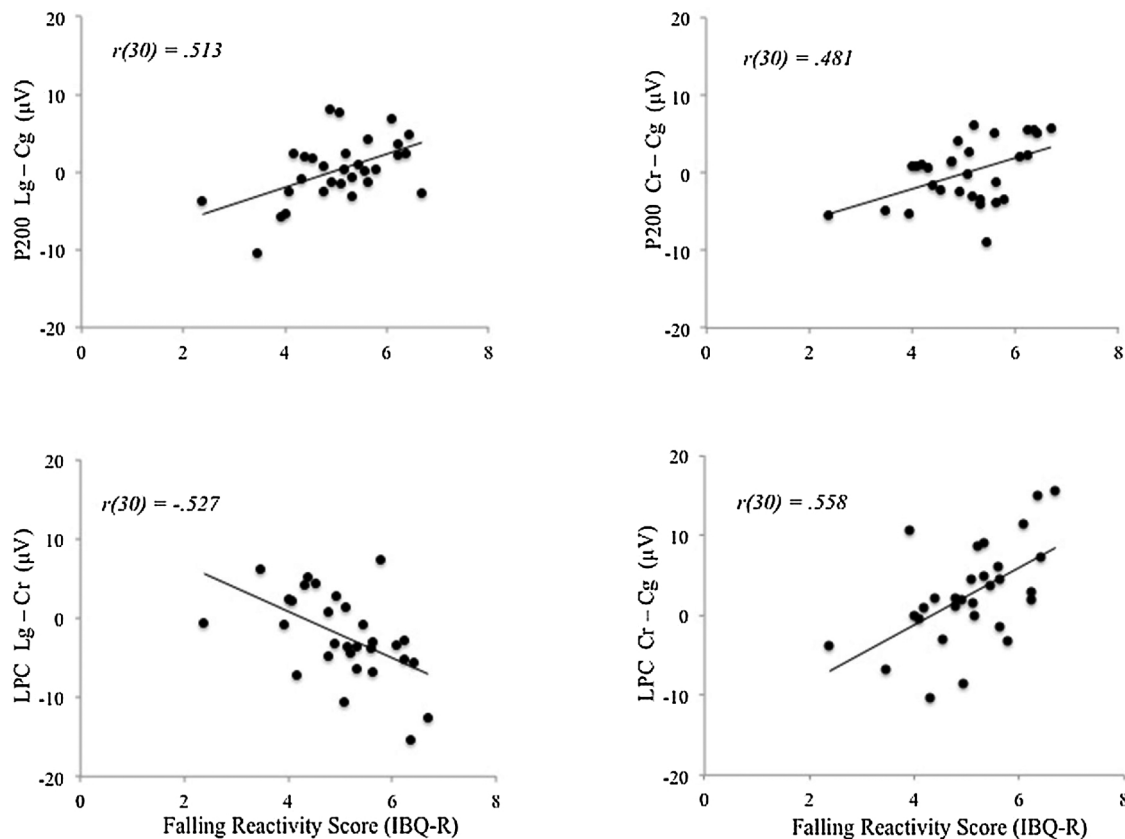 20
r(30) = .513
10
0
-10
-20
P200 Lg – Cg (µV)
0 2 4 6 8
20
r(30) = .481
10
0
-10
-20
P200 Cr – Cg (µV)
0 2 4 6 8
20
r(30) = -.527
10
0
-10
-20
LPC Lg – Cr (µV)
0 2 4 6 8
Falling Reactivity Score (IBQ-R)
20
r(30) = .558
10
0
-10
-20
LPC Cr – Cg (µV)
0 2 4 6 8
Falling Reactivity Score (IBQ-R)